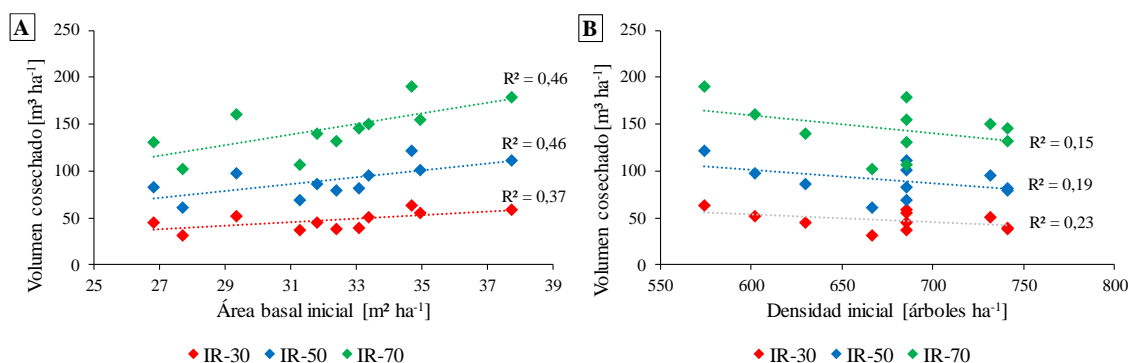 A
Volumen cosechado [m³ ha⁻¹]
250
200
150
100
50
0
R² = 0,46
R² = 0,46
R² = 0,37
25 27 29 31 33 35 37 39
Área basal inicial [m² ha⁻¹]
IR-30 IR-50 IR-70
B
Volumen cosechado [m³ ha⁻¹]
250
200
150
100
50
0
R² = 0,15
R² = 0,19
R² = 0,23
550 600 650 700 750 800
Densidad inicial [árboles ha⁻¹]
IR-30 IR-50 IR-70